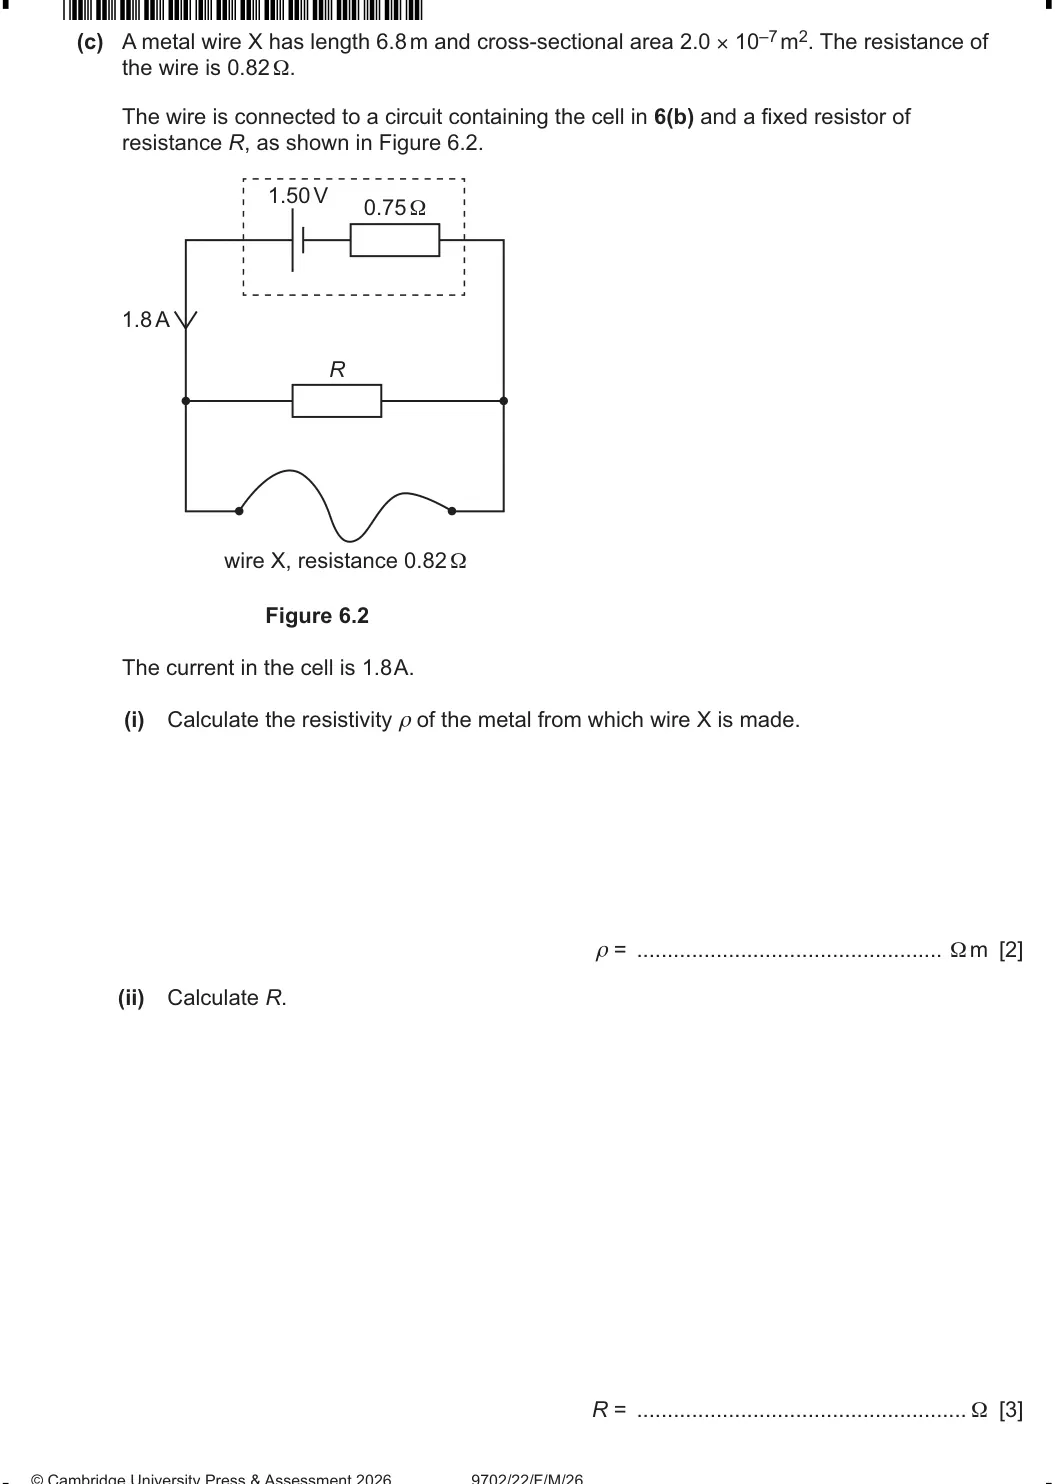 (c) A metal wire X has length 6.8 m and cross-sectional area 2.0 × 10⁻⁷ m². The resistance of
the wire is 0.82 Ω.
The wire is connected to a circuit containing the cell in 6(b) and a fixed resistor of
resistance R, as shown in Figure 6.2.
1.50 V
0.75 Ω
1.8 A
R
wire X, resistance 0.82 Ω
Figure 6.2
The current in the cell is 1.8 A.
(i) Calculate the resistivity ρ of the metal from which wire X is made.
ρ = .................................................. Ω m [2]
(ii) Calculate R.
R = ...................................................... Ω [3]
© Cambridge University Press & Assessment 2026 9702/22/F/M/26